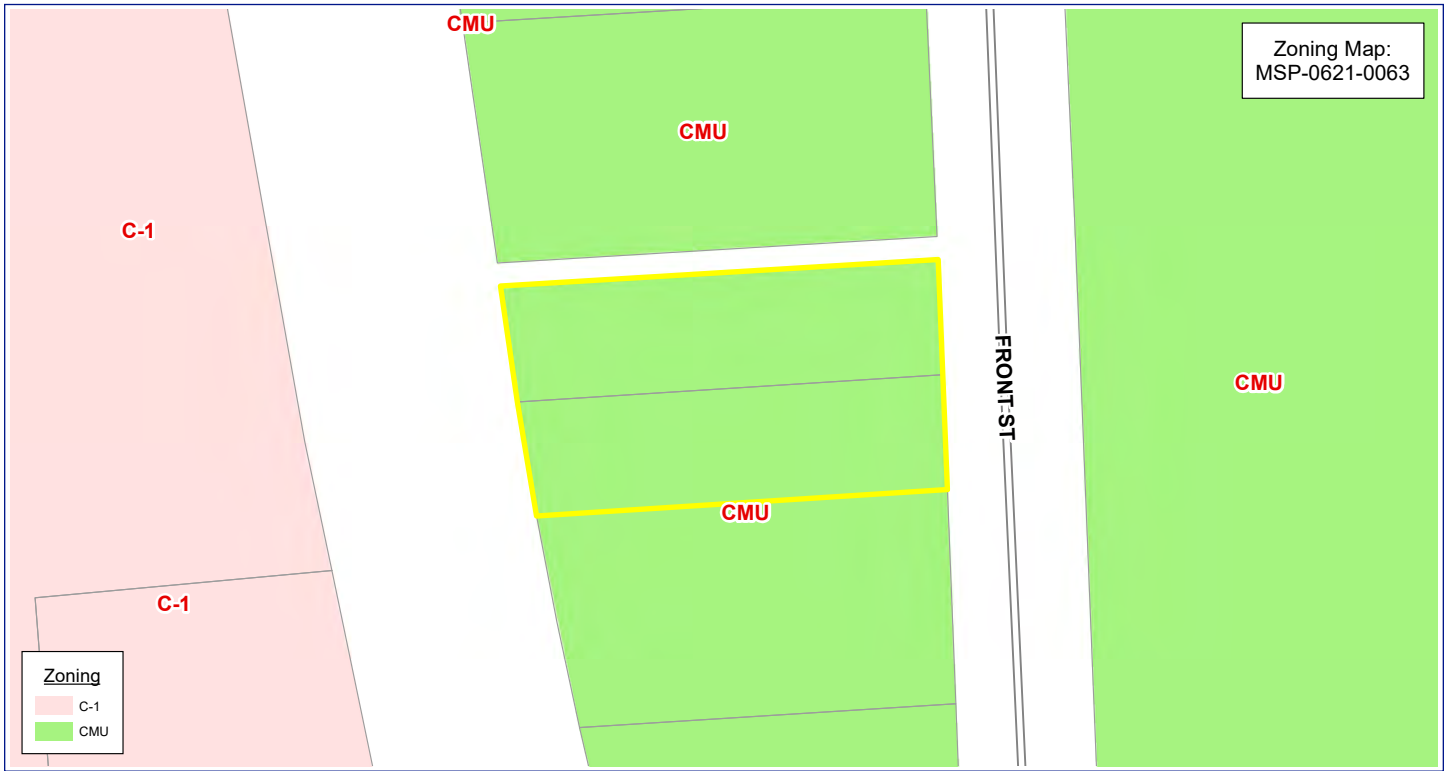 CMU
Zoning Map:
MSP-0621-0063
CMU
C-1
FRONT ST
CMU
CMU
C-1
Zoning
C-1
CMU